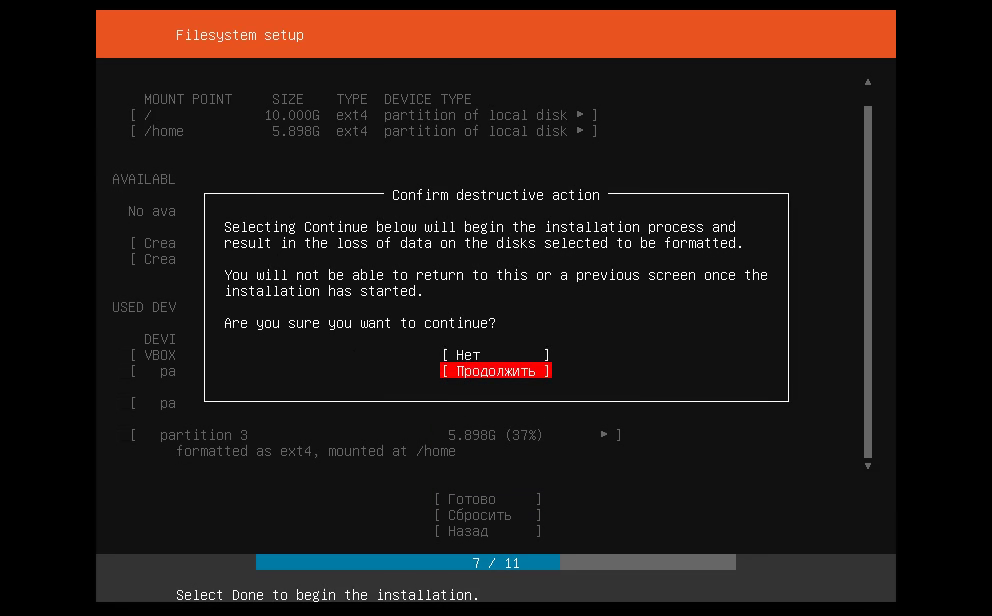 Filesystem setup
MOUNT POINT SIZE TYPE DEVICE TYPE
[ / 10.000G ext4 partition of local disk ► ]
[ /home 5.898G ext4 partition of local disk ► ]
AVAILABL
Confirm destructive action
No ava
Selecting Continue below will begin the installation process and
result in the loss of data on the disks selected to be formatted.
[ Crea
[ Crea
You will not be able to return to this or a previous screen once the
installation has started.
USED DEV
Are you sure you want to continue?
DEVI
[ VBOX
[ Нет ]
[ pa
[ Продолжить ]
[ pa
[ partition 3 5.898G (37%) ► ]
formatted as ext4, mounted at /home
[ Готово ]
[ Сбросить ]
[ Назад ]
7 / 11
Select Done to begin the installation.